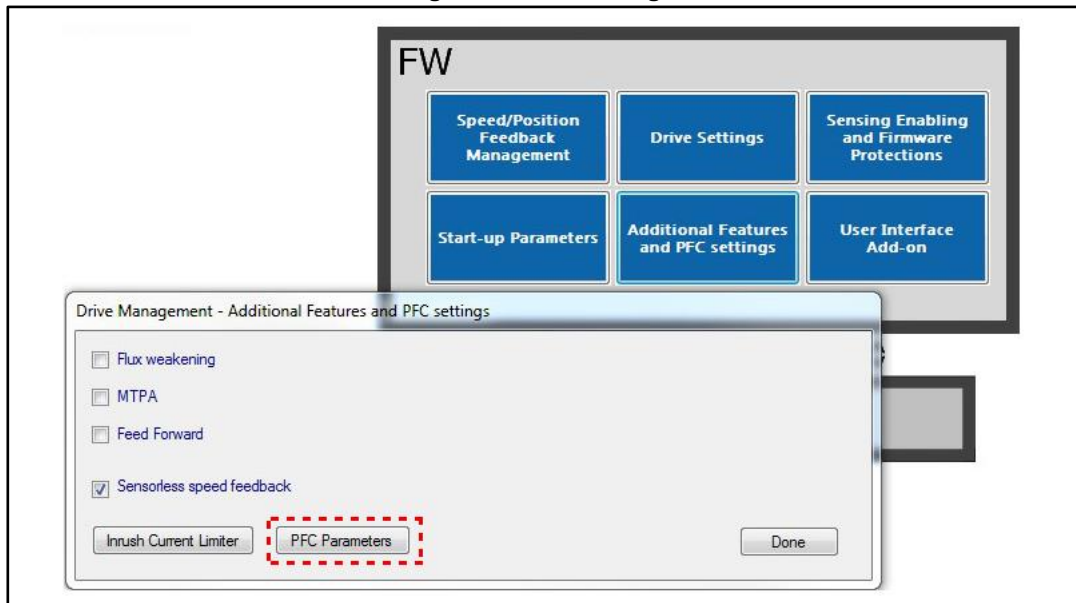 FW
Speed/Position
Feedback
Management
Drive Settings
Sensing Enabling
and Firmware
Protections
Start-up Parameters
Additional Features
and PFC settings
User Interface
Add-on
Drive Management - Additional Features and PFC settings
Flux weakening
MTPA
Feed Forward
Sensorless speed feedback
Inrush Current Limiter
PFC Parameters
Done